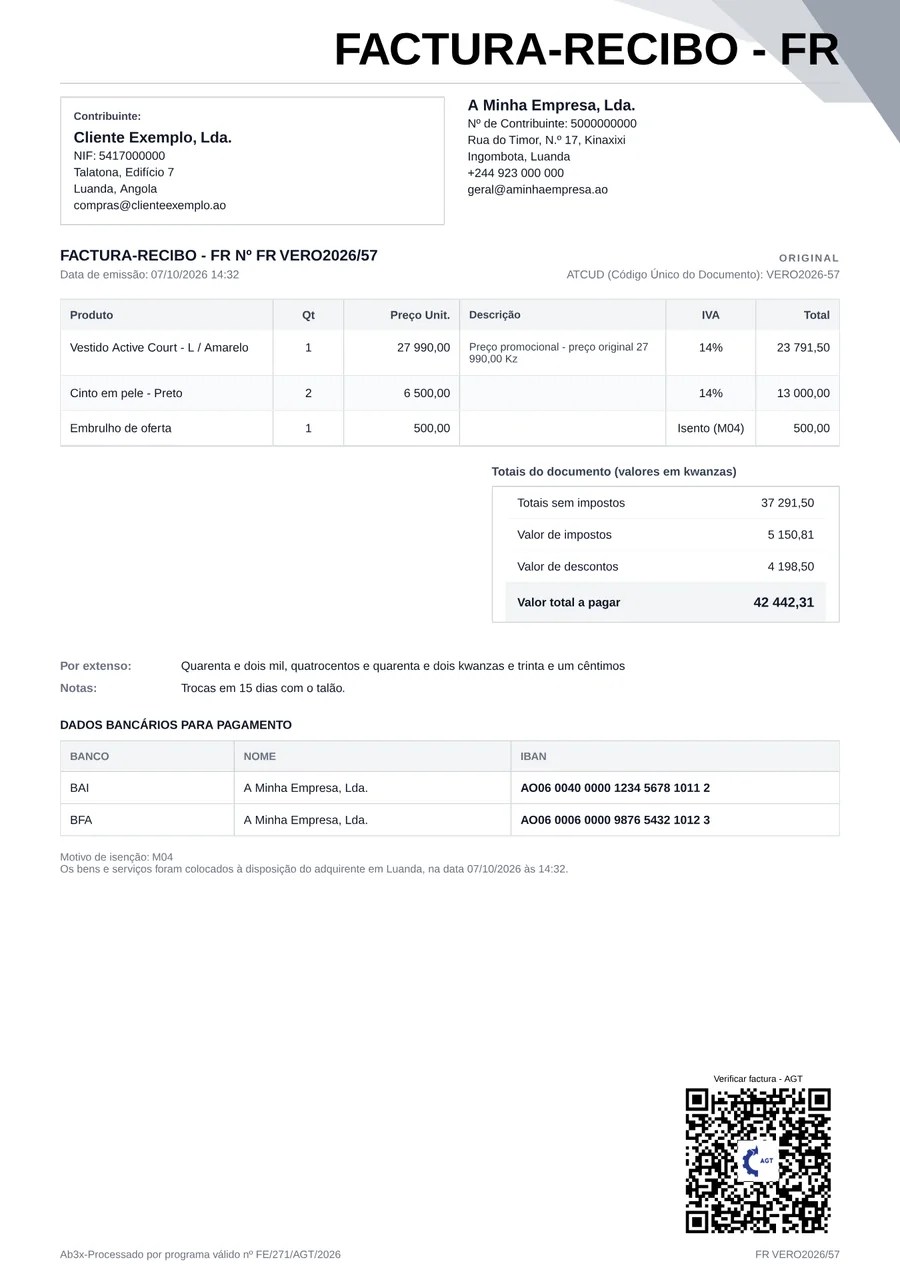 FACTURA-RECIBO - FR
Contribuinte:
Cliente Exemplo, Lda.
NIF: 5417000000
Talatona, Edifício 7
Luanda, Angola
compras@clienteexemplo.ao
A Minha Empresa, Lda.
Nº de Contribuinte: 5000000000
Rua do Timor, N.º 17, Kinaxixi
Ingombota, Luanda
+244 923 000 000
geral@aminhaempresa.ao
FACTURA-RECIBO - FR Nº FR VERO2026/57
ORIGINAL
Data de emissão: 07/10/2026 14:32
ATCUD (Código Único do Documento): VERO2026-57
Produto Qt Preço Unit. Descrição IVA Total
Vestido Active Court - L / Amarelo 1 27 990,00 Preço promocional - preço original 27 990,00 Kz 14% 23 791,50
Cinto em pele - Preto 2 6 500,00 14% 13 000,00
Embrulho de oferta 1 500,00 Isento (M04) 500,00
Totais do documento (valores em kwanzas)
Totais sem impostos 37 291,50
Valor de impostos 5 150,81
Valor de descontos 4 198,50
Valor total a pagar 42 442,31
Por extenso: Quarenta e dois mil, quatrocentos e quarenta e dois kwanzas e trinta e um cêntimos
Notas: Trocas em 15 dias com o talão.
DADOS BANCÁRIOS PARA PAGAMENTO
BANCO NOME IBAN
BAI A Minha Empresa, Lda. AO06 0040 0000 1234 5678 1011 2
BFA A Minha Empresa, Lda. AO06 0006 0000 9876 5432 1012 3
Motivo de isenção: M04
Os bens e serviços foram colocados à disposição do adquirente em Luanda, na data 07/10/2026 às 14:32.
Verificar factura - AGT
AGT
Ab3x-Processado por programa válido nº FE/271/AGT/2026
FR VERO2026/57